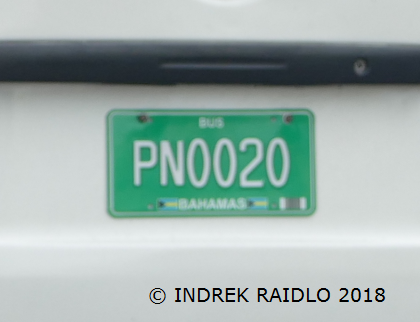 BUS
PN0020
BAHAMAS
© INDREK RAIDLO 2018